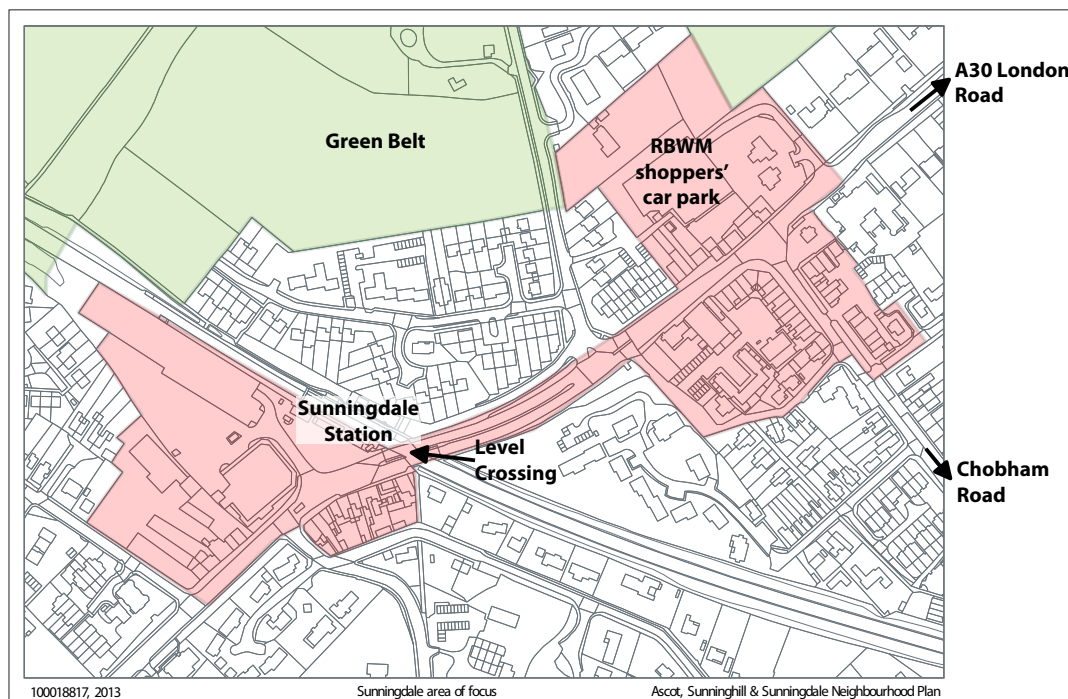 A30 London
Road
Green Belt
RBWM
shoppers'
car park
Sunningdale
Station
Level
Crossing
Chobham
Road
100018817, 2013
Sunningdale area of focus
Ascot, Sunninghill & Sunningdale Neighbourhood Plan